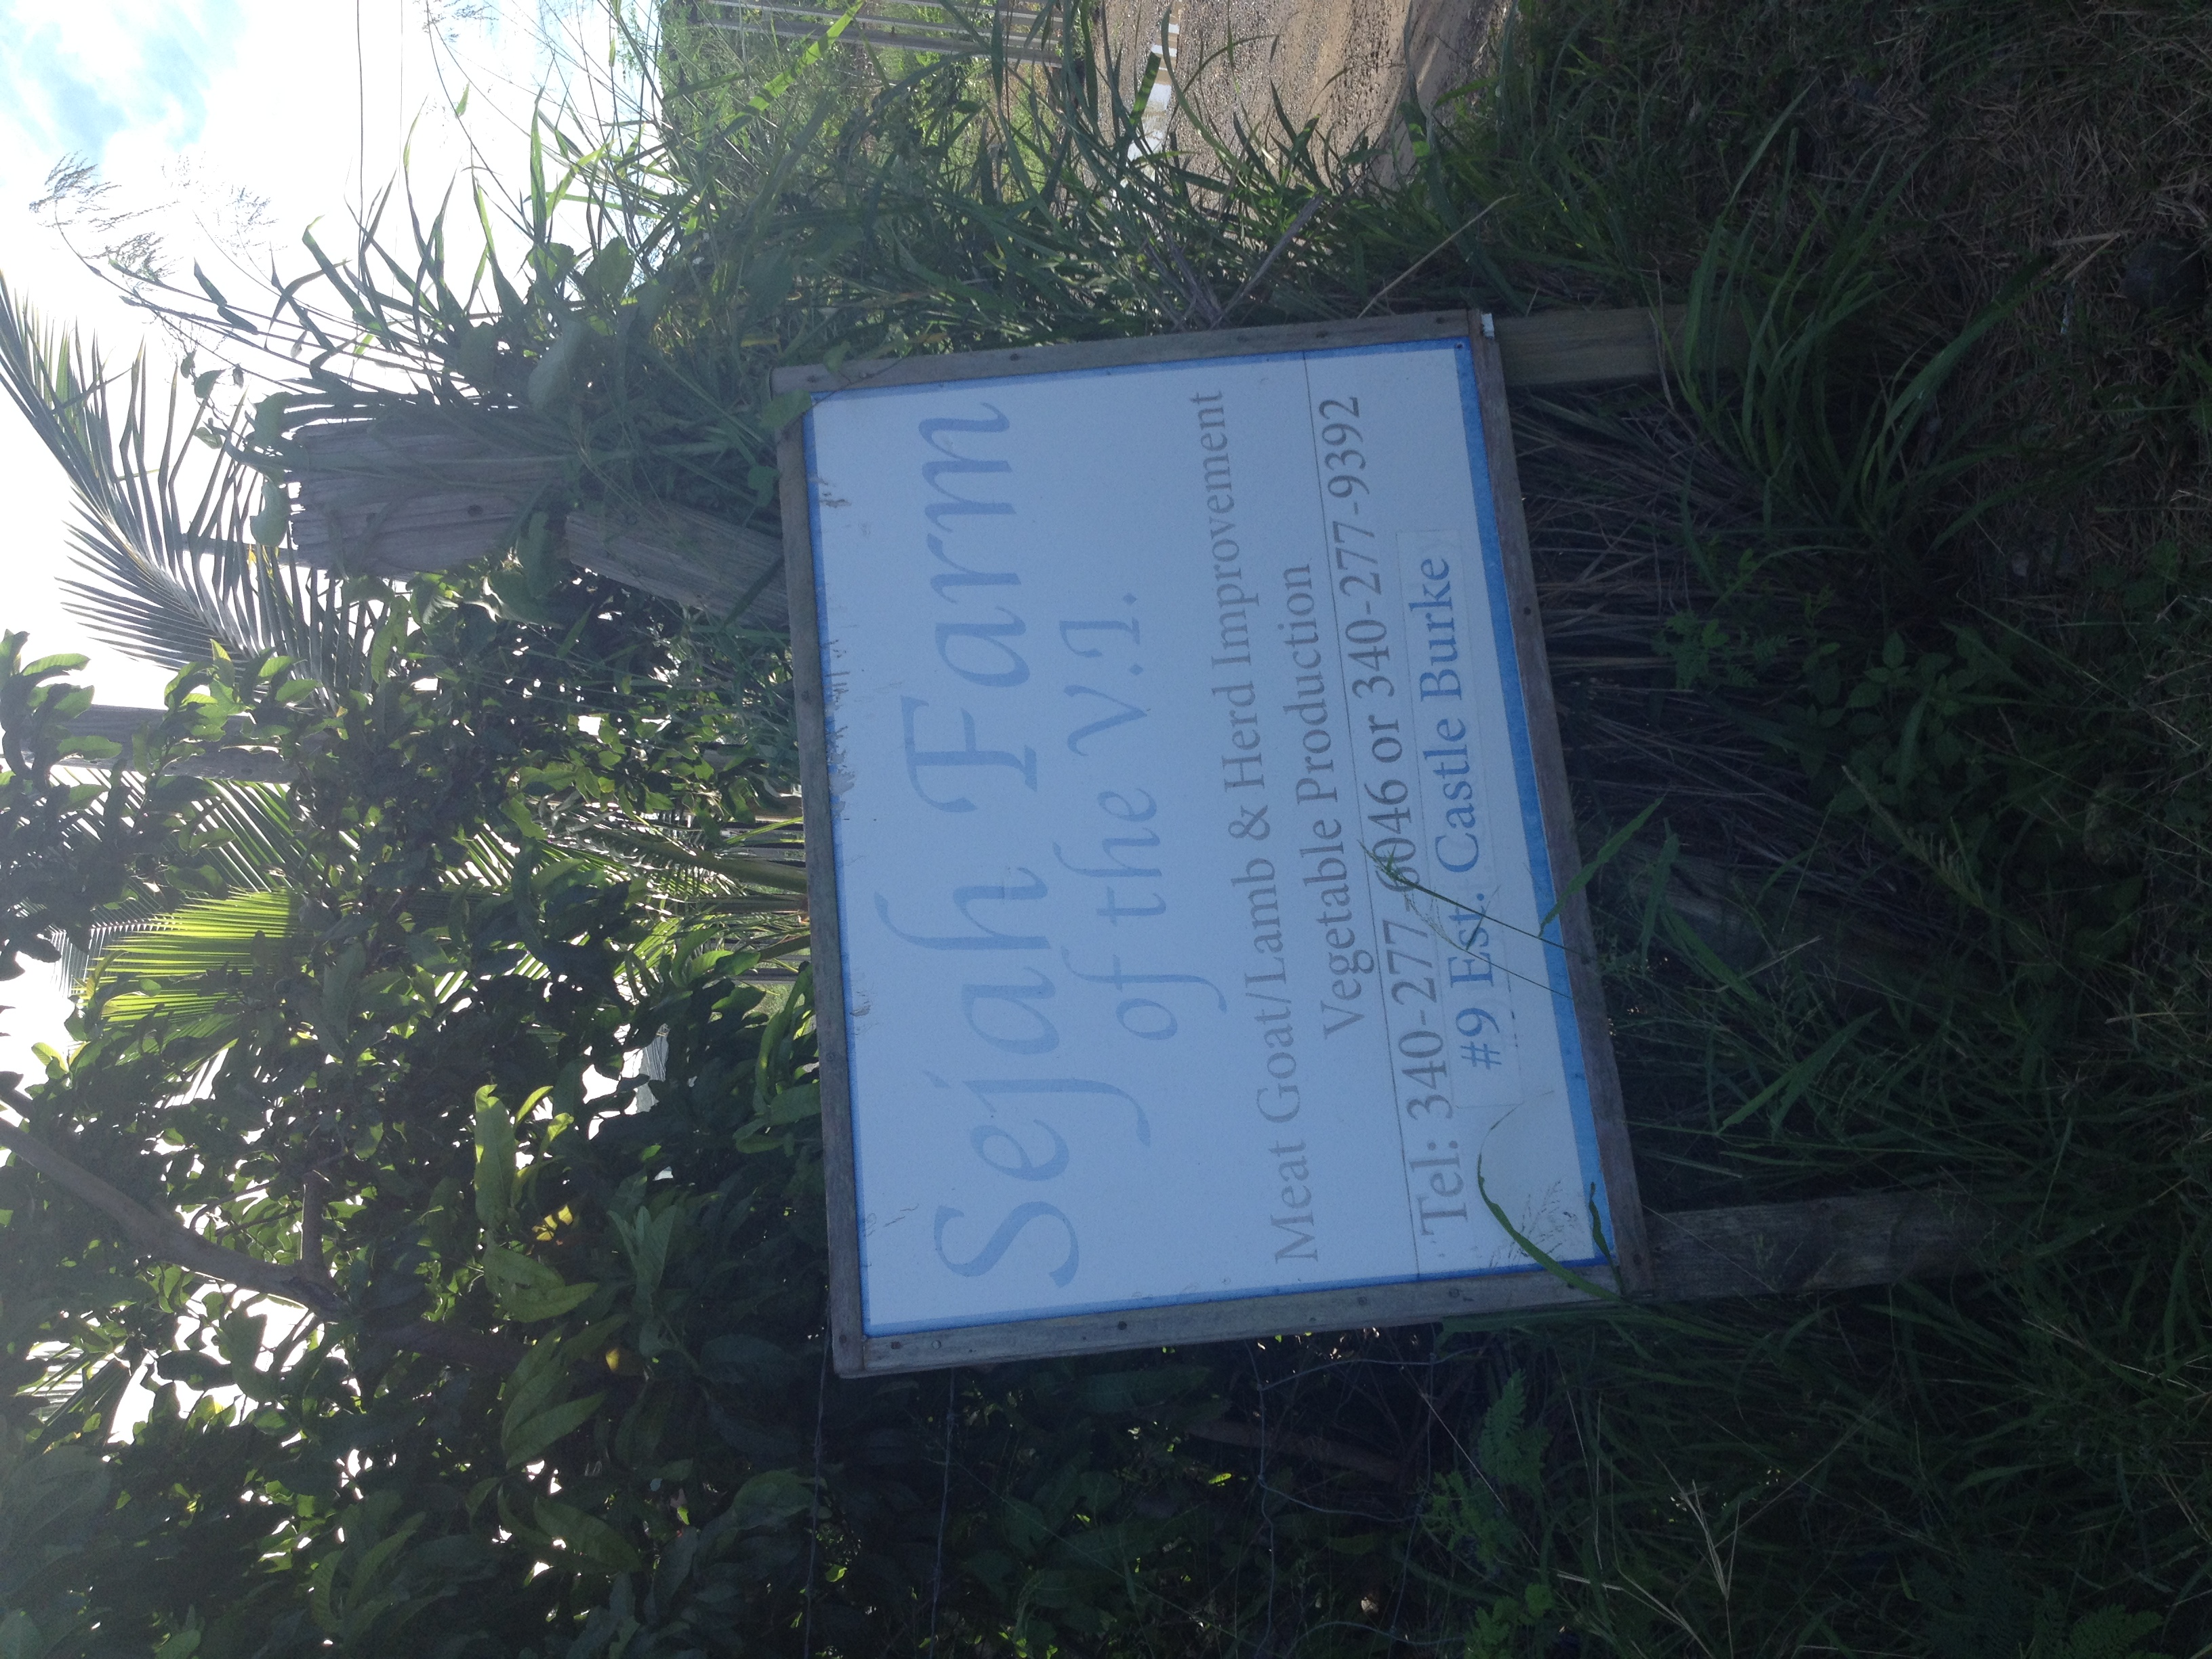 Sejah Farm
of the V.I.
Meat Goat/Lamb & Herd Improvement
Vegetable Production
Tel: 340-277-6046 or 340-277-9392
#9 Est. Castle Burke